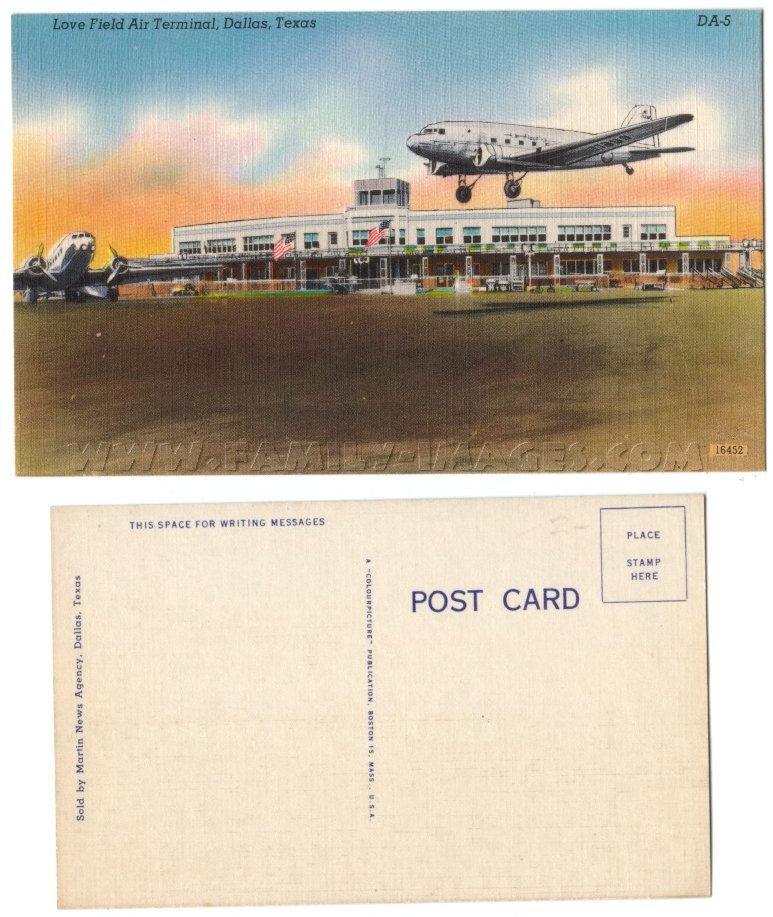 Love Field Air Terminal, Dallas, Texas
DA-5
WWW.FAMILY-IMAGES.COM
16452
THIS SPACE FOR WRITING MESSAGES
PLACE
STAMP
HERE
POST CARD
Sold by Martin News Agency, Dallas, Texas
A "COLOURPICTURE" PUBLICATION, BOSTON 15, MASS., U.S.A.